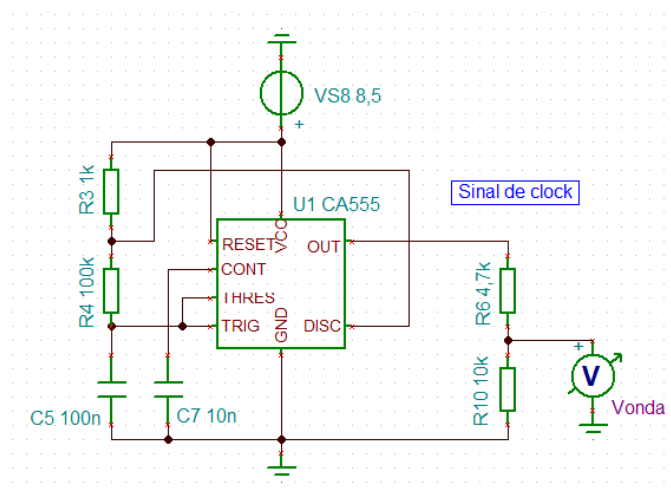 VS8 8,5
+
R3 1k
Sinal de clock
U1 CA555
RESET
VCC
OUT
CONT
R4 100k
THRES
TRIG
GND
DISC
R6 4,7k
+
V
C5 100n
C7 10n
R10 10k
Vonda